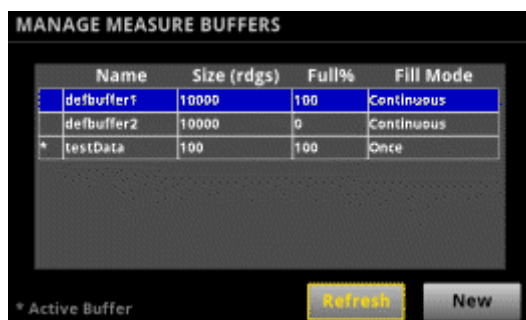 MANAGE MEASURE BUFFERS
Name Size (rdgs) Full% Fill Mode
defbuffer1 10000 100 Continuous
defbuffer2 10000 0 Continuous
* testData 100 100 Once
Refresh New
* Active Buffer